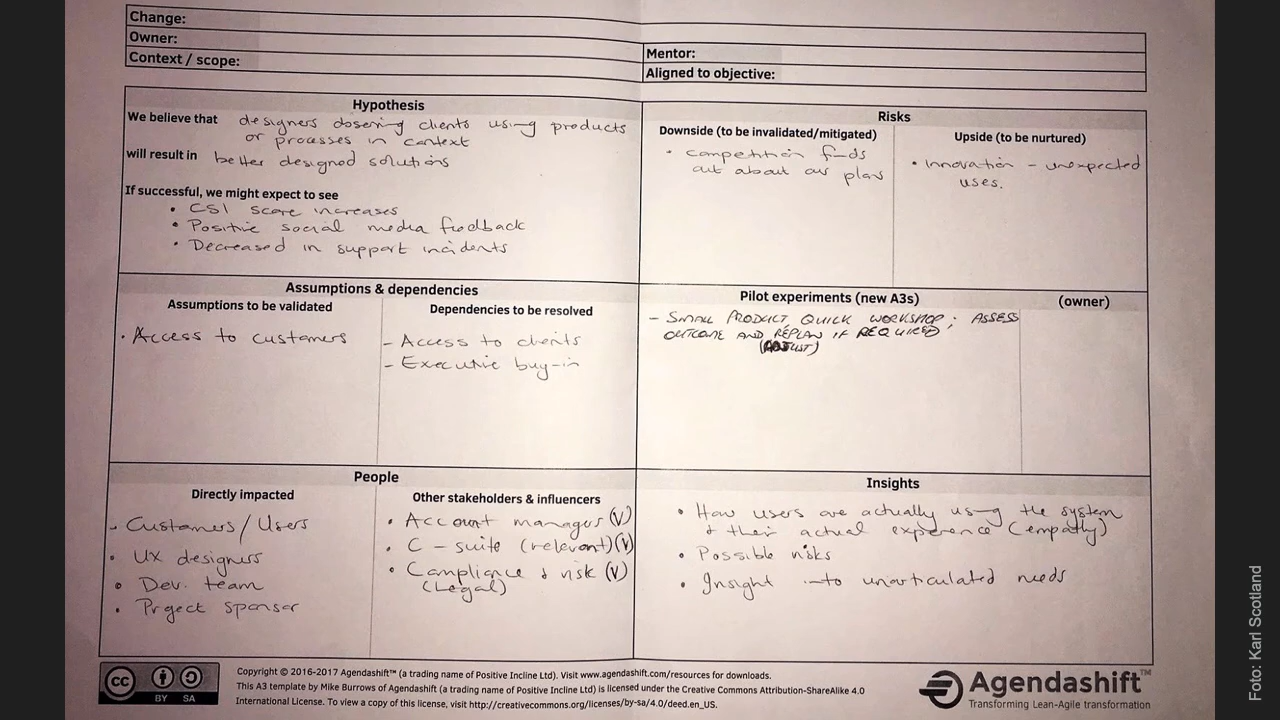 Change:
Owner:
Context / scope:
Mentor:
Aligned to objective:
Hypothesis
We believe that designers observing clients using products
or processes in context
will result in better designed solutions
If successful, we might expect to see
• CSI score increases
• Positive social media feedback
• Decreased in support incidents
Risks
Downside (to be invalidated/mitigated)
• competition finds
out about our plans
Upside (to be nurtured)
• Innovation - unexpected
uses.
Assumptions & dependencies
Assumptions to be validated
• Access to customers
Dependencies to be resolved
- Access to clients
- Executive buy-in
Pilot experiments (new A3s)
(owner)
- SMALL PRODUCT QUICK WORKSHOP; ASSESS
OUTCOME AND REPLAN IF REQUIRED
(ADJUST)
People
Directly impacted
- Customers/Users
• UX designers
• Dev. team
• Project sponsor
Other stakeholders & influencers
• Account managers (V)
• C-suite (relevant) (V)
• Compliance & risk (V)
(Legal)
Insights
• How users are actually using the system
& their actual experience (empathy)
• Possible risks
• Insight into unarticulated needs
cc BY SA
Copyright © 2016-2017 Agendashift™ (a trading name of Positive Incline Ltd). Visit www.agendashift.com/resources for downloads.
This A3 template by Mike Burrows of Agendashift (a trading name of Positive Incline Ltd) is licensed under the Creative Commons Attribution-ShareAlike 4.0
International License. To view a copy of this license, visit http://creativecommons.org/licenses/by-sa/4.0/deed.en_US.
Agendashift™
Transforming Lean-Agile transformation
Foto: Karl Scotland